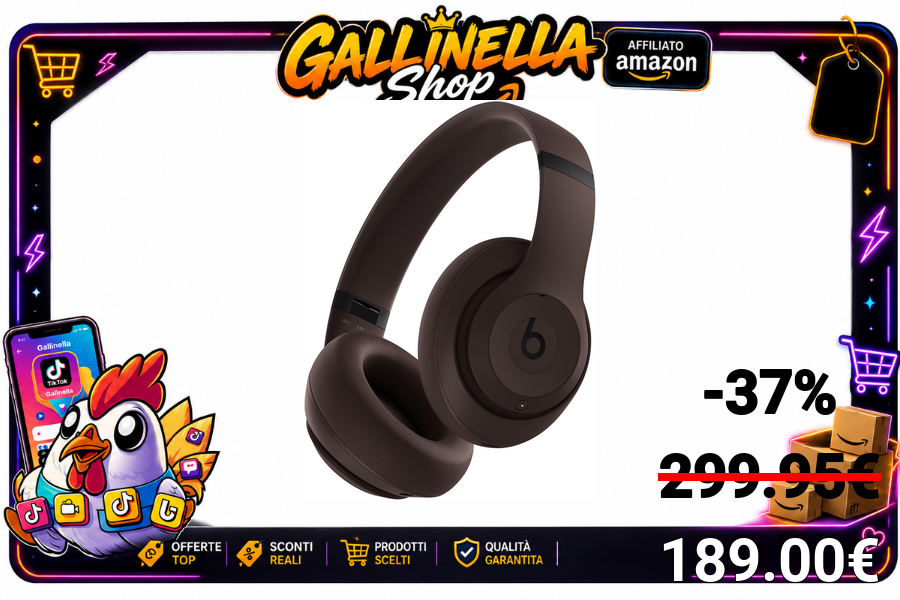 GALLINELLA
Shop
AFFILIATO
amazon
Gallinella
TikTok
Gallinella
b
-37%
299.95€
189.00€
OFFERTE
TOP
SCONTI
REALI
PRODOTTI
SCELTI
QUALITÀ
GARANTITA